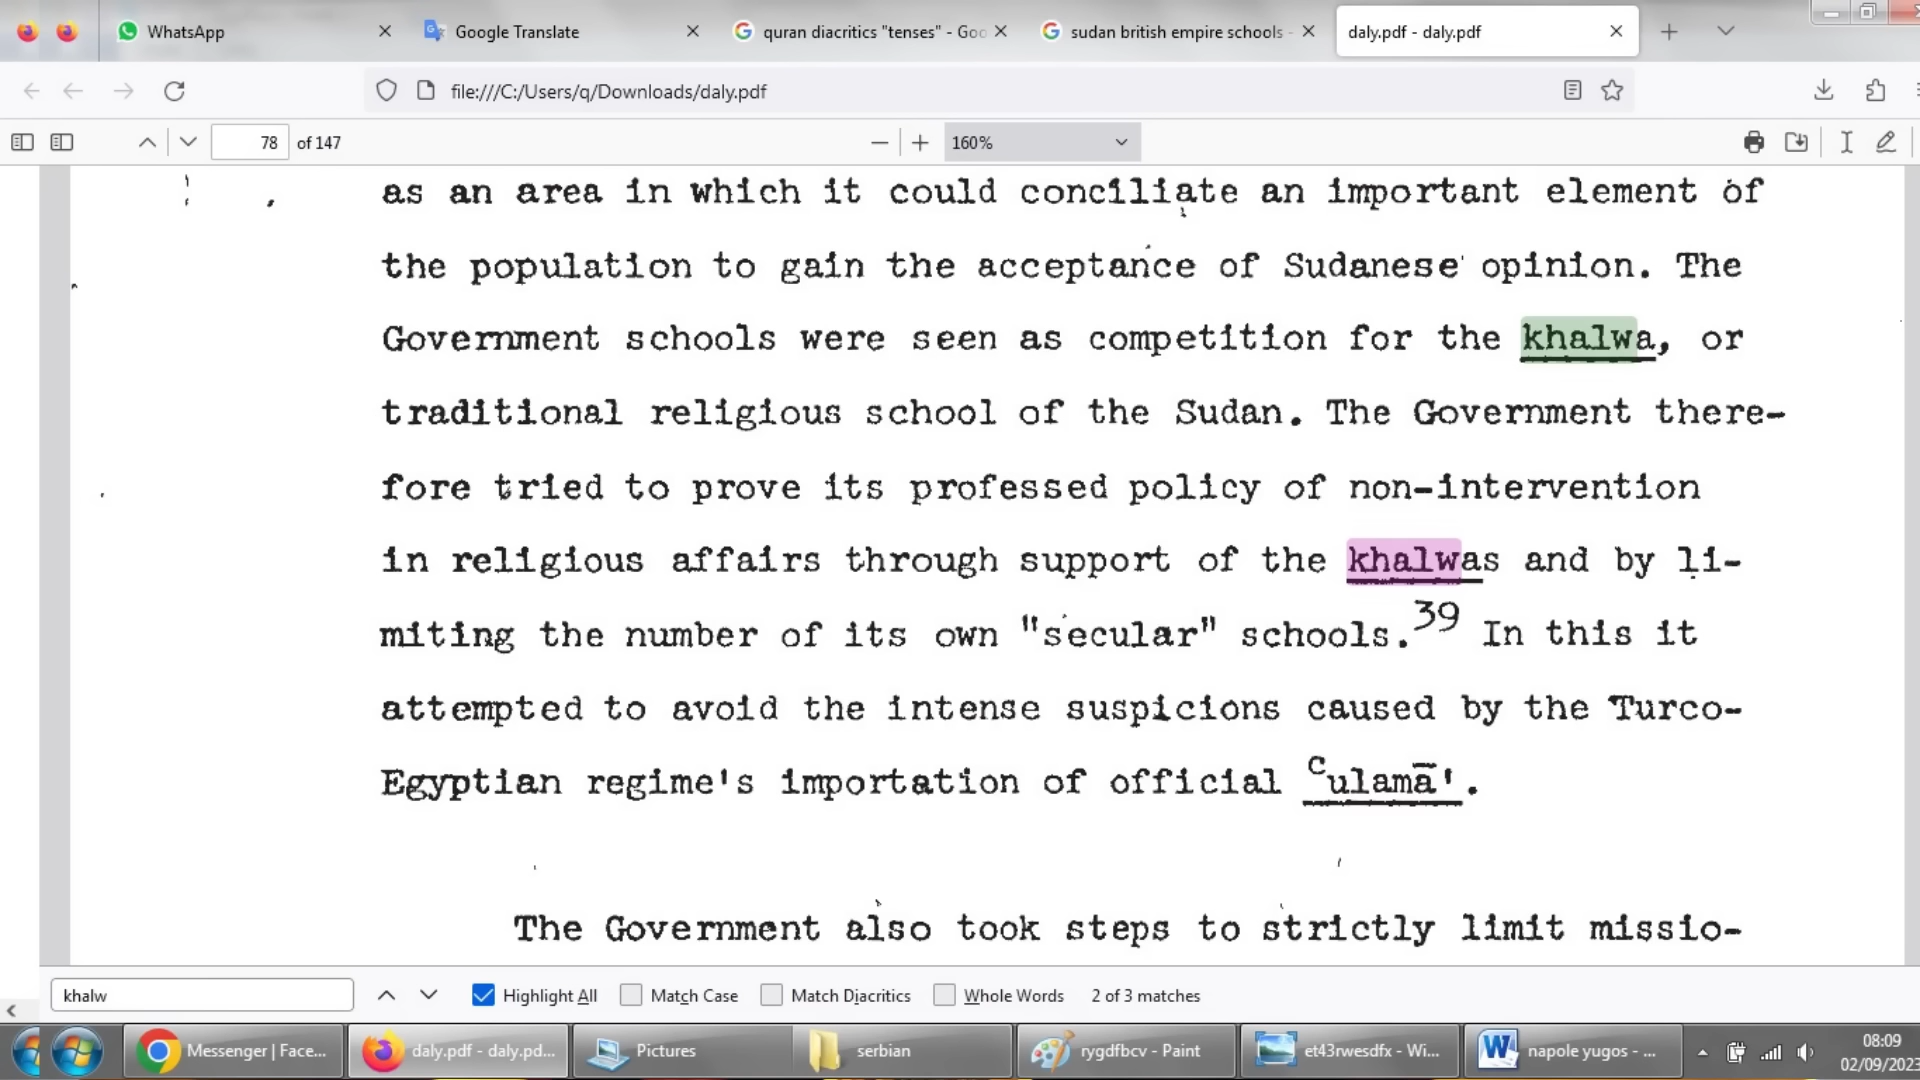 WhatsApp
Google Translate
quran diacritics "tenses" - Goo
sudan british empire schools -
daly.pdf - daly.pdf
file:///C:/Users/q/Downloads/daly.pdf
78 of 147
160%
as an area in which it could conciliate an important element of
the population to gain the acceptance of Sudanese opinion. The
Government schools were seen as competition for the khalwa, or
traditional religious school of the Sudan. The Government there-
fore tried to prove its professed policy of non-intervention
in religious affairs through support of the khalwas and by li-
miting the number of its own "secular" schools.39 In this it
attempted to avoid the intense suspicions caused by the Turco-
Egyptian regime's importation of official culamā'.
The Government also took steps to strictly limit missio-
khalw
Highlight All
Match Case
Match Diacritics
Whole Words
2 of 3 matches
Messenger | Face...
daly.pdf - daly.pd...
Pictures
serbian
rygdfbcv - Paint
et43rwesdfx - Wi...
napole yugos - ...
08:09
02/09/2023